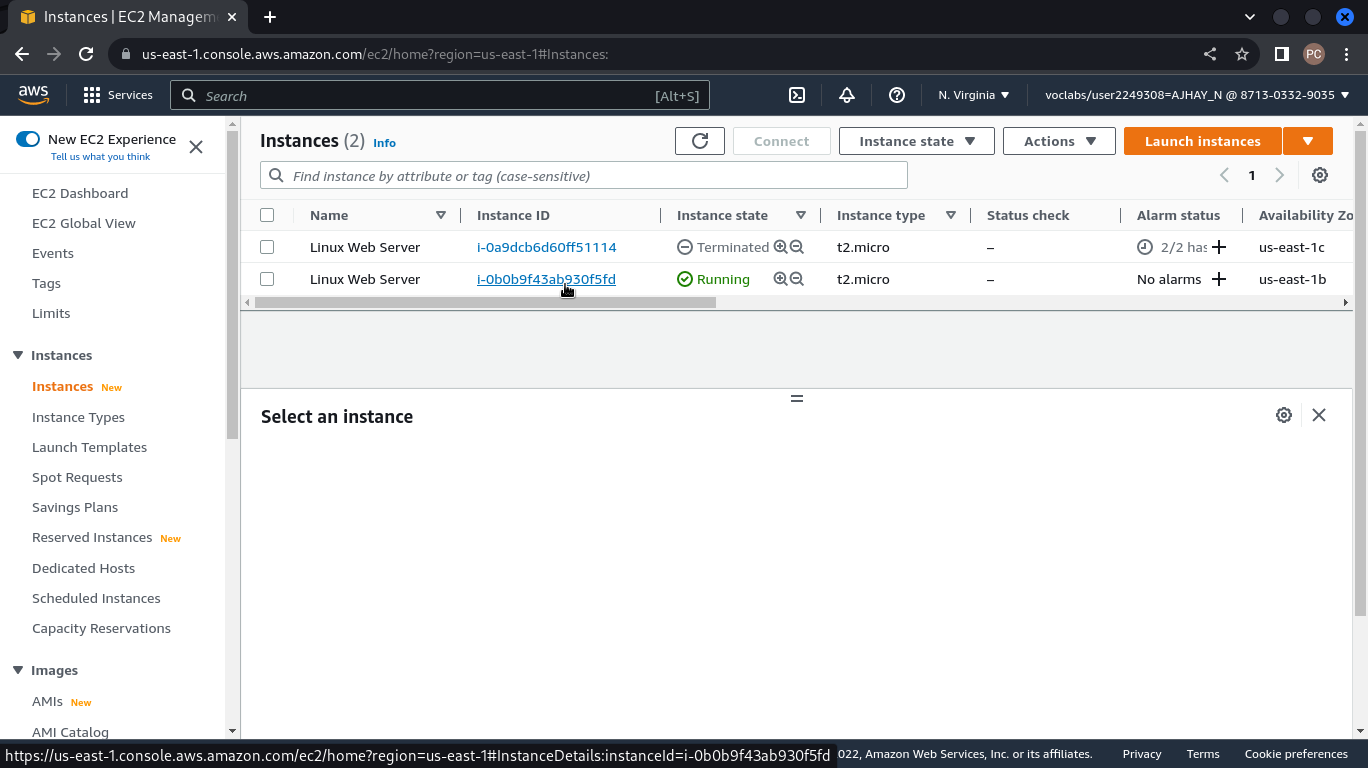 Instances | EC2 Managem
us-east-1.console.aws.amazon.com/ec2/home?region=us-east-1#Instances:
PC
aws
Services
Search
[Alt+S]
N. Virginia
voclabs/user2249308=AJHAY_N @ 8713-0332-9035
New EC2 Experience
Tell us what you think
EC2 Dashboard
EC2 Global View
Events
Tags
Limits
Instances
Instances New
Instance Types
Launch Templates
Spot Requests
Savings Plans
Reserved Instances New
Dedicated Hosts
Scheduled Instances
Capacity Reservations
Images
AMIs New
AMI Catalog
Instances (2) Info
Connect
Instance state
Actions
Launch instances
Find instance by attribute or tag (case-sensitive)
1
Name Instance ID Instance state Instance type Status check Alarm status Availability Zo
Linux Web Server i-0a9dcb6d60ff51114 Terminated t2.micro – 2/2 has us-east-1c
Linux Web Server i-0b0b9f43ab930f5fd Running t2.micro – No alarms us-east-1b
Select an instance
https://us-east-1.console.aws.amazon.com/ec2/home?region=us-east-1#InstanceDetails:instanceId=i-0b0b9f43ab930f5fd
022, Amazon Web Services, Inc. or its affiliates.
Privacy
Terms
Cookie preferences